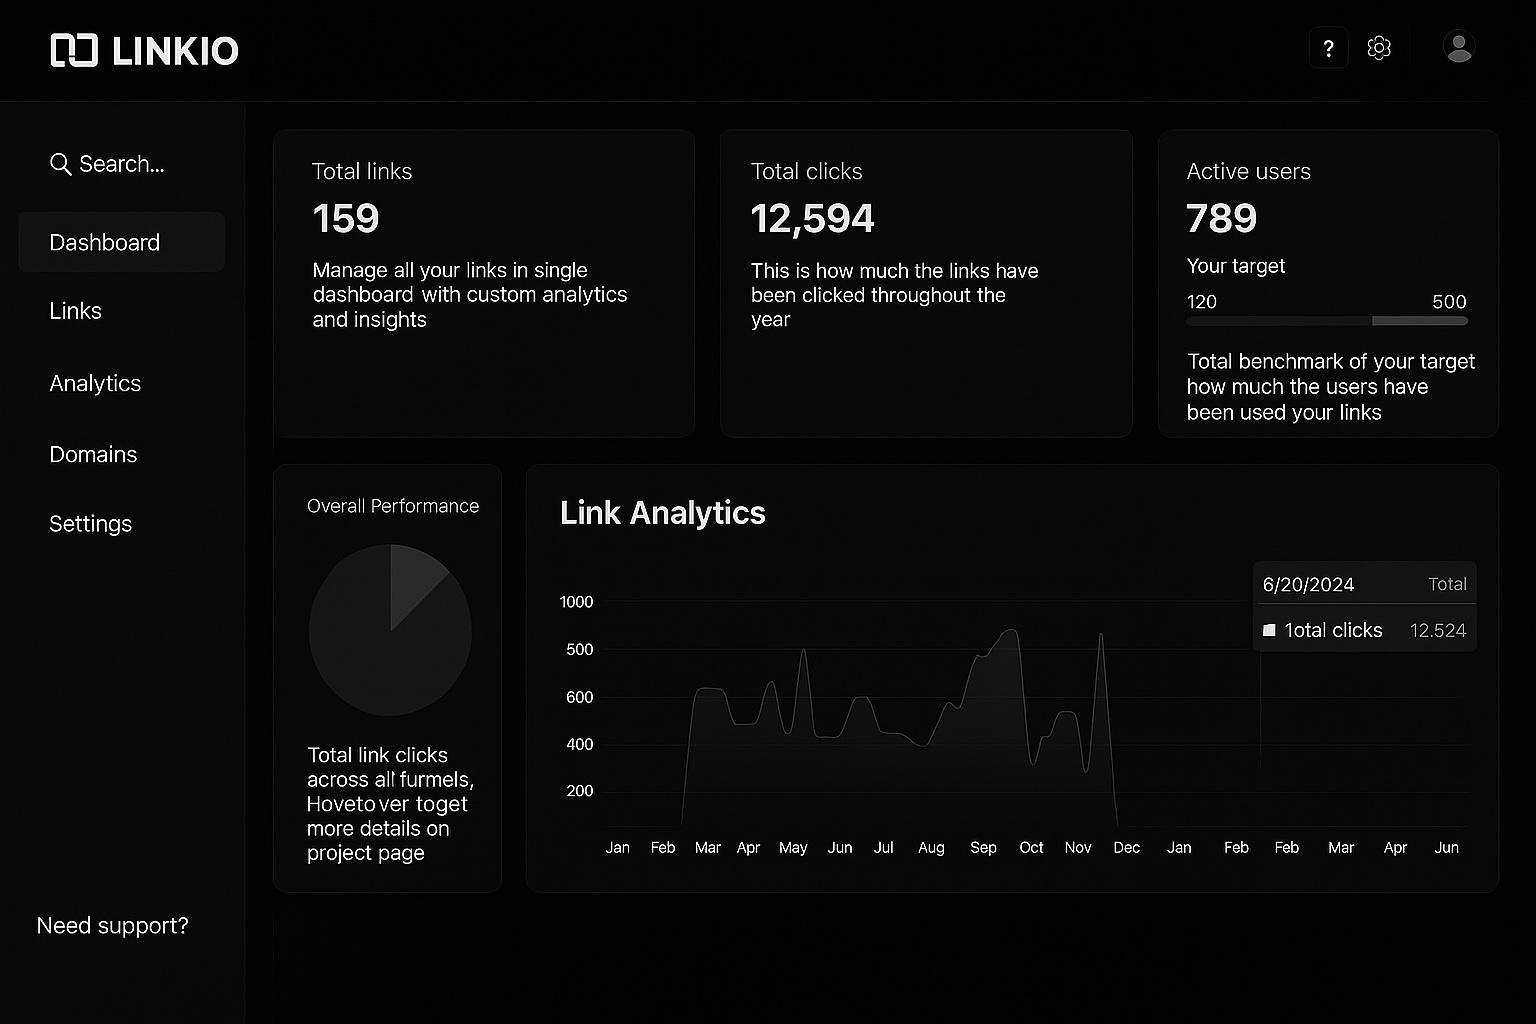 LINKIO
?
Search...
Dashboard
Links
Analytics
Domains
Settings
Need support?
Total links
159
Manage all your links in single
dashboard with custom analytics
and insights
Total clicks
12,594
This is how much the links have
been clicked throughout the
year
Active users
789
Your target
120 500
Total benchmark of your target
how much the users have
been used your links
Overall Performance
Total link clicks
across all furmels,
Hoveto ver toget
more details on
project page
Link Analytics
6/20/2024 Total
1otal clicks 12.524
1000
500
600
400
200
Jan Feb Mar Apr May Jun Jul Aug Sep Oct Nov Dec Jan Feb Feb Mar Apr Jun